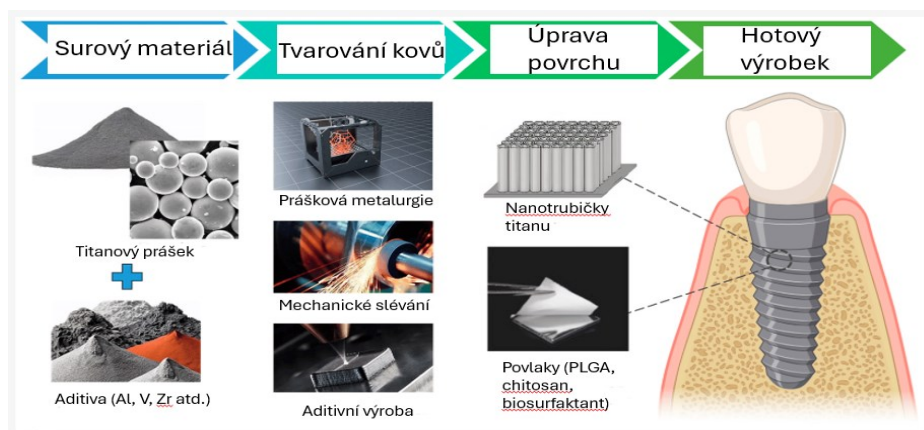 Surový materiál
Tvarování kovů
Úprava
povrchu
Hotový
výrobek
Titanový prášek
Aditiva (Al, V, Zr atd.)
Prášková metalurgie
Mechanické slévání
Aditivní výroba
Nanotrubičky
titanu
Povlaky (PLGA,
chitosan,
biosurfaktant)